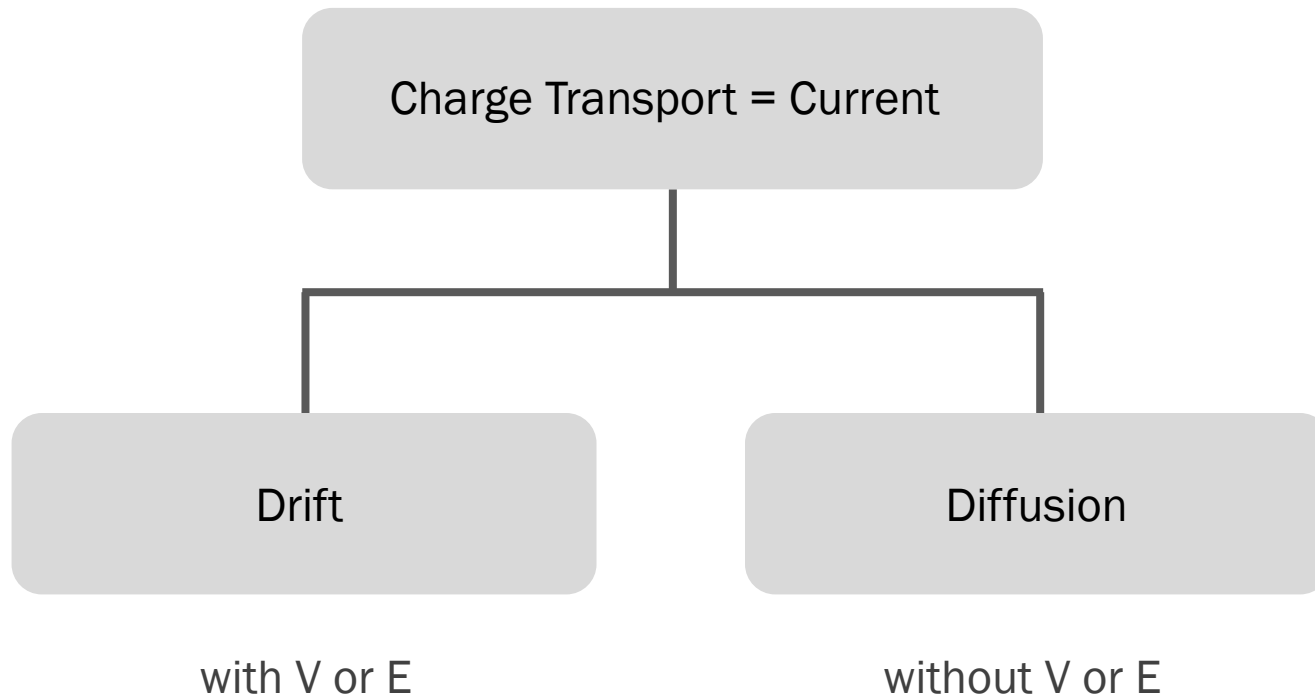 Charge Transport = Current
Drift
Diffusion
with V or E
without V or E